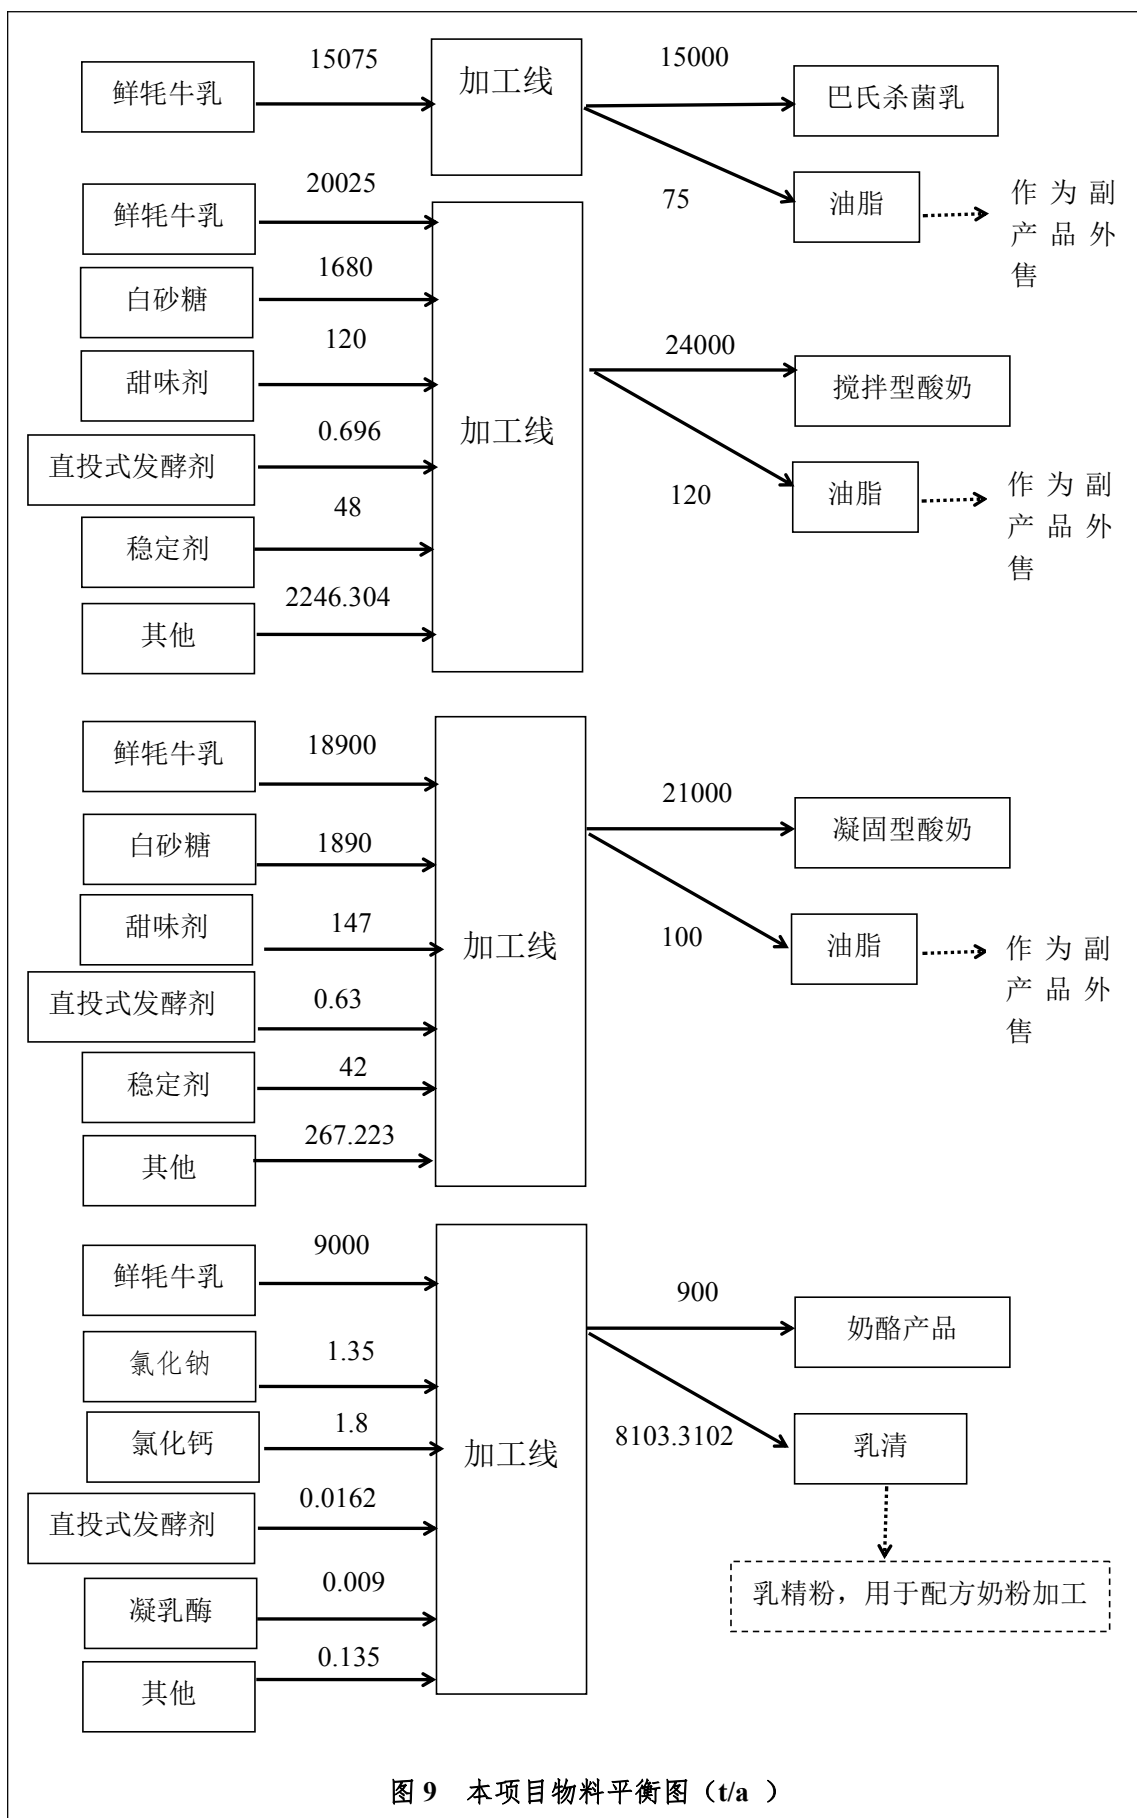 15075
15000
鲜牦牛乳
加工线
巴氏杀菌乳
75
油脂
作为副
产品外
售
20025
鲜牦牛乳
1680
白砂糖
120
甜味剂
0.696
直投式发酵剂
48
稳定剂
2246.304
其他
加工线
24000
搅拌型酸奶
120
油脂
作为副
产品外
售
18900
鲜牦牛乳
1890
白砂糖
147
甜味剂
0.63
直投式发酵剂
42
稳定剂
267.223
其他
加工线
21000
凝固型酸奶
100
油脂
作为副
产品外
售
9000
鲜牦牛乳
1.35
氯化钠
1.8
氯化钙
0.0162
直投式发酵剂
0.009
凝乳酶
0.135
其他
加工线
900
奶酪产品
8103.3102
乳清
乳精粉，用于配方奶粉加工
图 9 本项目物料平衡图（t/a ）